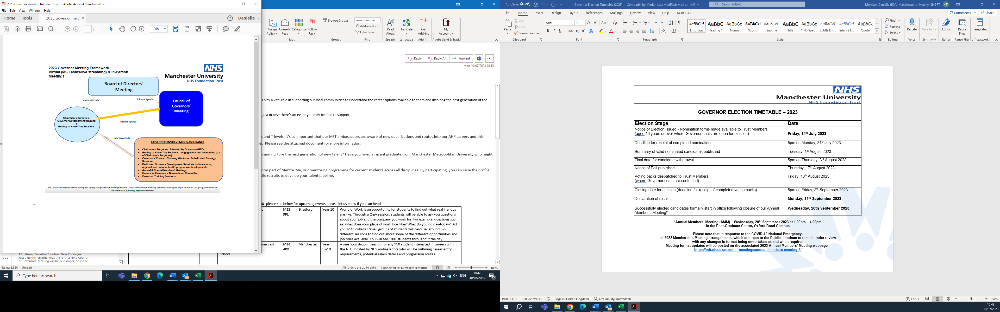 2023 Governor meeting framework.pdf - Adobe Acrobat Standard 2017
File Edit View Window Help
Home Tools 2023 Governor me... × Danielle
1 / 1 106%
2023 Governor Meeting Framework
Virtual (MS Teams/live streaming) & In-Person
Meetings
NHS
Manchester University
NHS Foundation Trust
Board of Directors'
Meeting
Informs Agenda
Informs Agenda
Council of
Governors'
Meeting
Chairman's Surgeries,
Governor Development/Training
&
Getting to Know You Sessions
Informs Agenda
Informs Agenda
GOVERNOR INVOLVEMENT/ASSURANCE
• Chairman's Surgeries: Attended by Governors/NEDs
• Getting to Know You Sessions – engagement and networking (part
of Chairman's Surgeries)
• Governors' Forward Planning Workshop & dedicated Strategy
Sessions
• Dedicated Governor Development Sessions includes local,
regional and national health programme developments
• Annual & Special Members' Meetings
• Council of Governors' Nominations Committee
• Governor Training Sessions
The Chairman is responsible for leading and setting the agendas for meetings with the Council of Governors not being permitted to delegate any of its powers to a group, committee or
sub-committee, but it may appoint committees
Assign
Policy
Unread/
Read
Categorize
Follow
Up
Tags
Browse Groups
Groups
Search People
Address Book
Filter Email
Find
Read
Aloud
Speech
Translate
Language
Get
Add-ins
Add-ins
My
Account
Adobe Send & Track
Reply Reply All Forward
Mon 10/07/2023 10:15
play a vital role in supporting our local communities to understand the career options available to them and inspiring the next generation of the
just in case there's an event you may be able to support.
s and T levels. It's so important that our MFT ambassadors are aware of new qualifications and routes into our AHP careers and this
. Please see the attached document for more information.
and nurture the next generation of new talent? Have you hired a recent graduate from Manchester Metropolitan University who might
orm part of Mentor Me, our mentoring programme for current students across all disciplines. By participating, you can raise the profile
tic recruits to develop your talent pipeline.
s- please see below for upcoming events, please let us know if you can help!
d M32 9PL Stretford Year 10 World of Work is an opportunity for students to find out what real life jobs
are like. Through a Q&A session, students will be able to ask you questions
about your job and the company you work for. For example, questions such
as: what does your place of work look like? What do you do day-today? Did
you go to college? Small groups of students will carousel around 5-6
different sessions to find out about some of the different opportunities and
job roles available. You will see 100+ students throughout the day.
ane East M14 4PX Manchester Year 9&10 A one hour drop-in session for any Y10 student interested in careers within
the NHS, hosted by NHS ambassadors who will be outlining career entry
requirements, potential salary details and progression routes
School
TO: Group Executive Directors Dear Colleague
Just a gentle reminder that the forthcoming Council
of Governors' Meeting will be held in-person in the
Items: 5,536 Unread: 1
All folders are up to date. Connected to: Microsoft Exchange 100%
Type here to search
ENG 10:42
10/07/2023 15
AutoSave Off Governor Election Timetable (2023) - Compatibility Mode • Last Modified: Mon at 14:41 Search (Alt+Q) Morrison Danielle (R0A) Manchester University NHS FT MD
File Home Insert Design Layout References Mailings Review View Help ACROBAT Comments Share
Paste
Cut
Copy
Format Painter
Clipboard
Arial 10
Font
Paragraph
AaBbCcI AaBbC AaBbCc AaBbCcI AaBbCcD AaBbC AaBbCc AaBbCcI AaBbCcI AaBbCc
Emphasis Heading 1 ¶ Normal Strong Subtitle Title ¶ No Spac... Subtle Em... Intense E... Quote
Styles
Find
Replace
Select
Editing
Dictate
Voice
Sensitivity
Sensitivity
Editor
Editor
Reuse
Files
Reuse Files
Templates
officeatwork
NHS
Manchester University
NHS Foundation Trust
GOVERNOR ELECTION TIMETABLE – 2023
Election Stage Date
Notice of Election issued - Nomination forms made available to Trust Members
(aged 16 years or over where Governor seats are open for election) Friday, 14th July 2023
Deadline for receipt of completed nominations 5pm on Monday, 31st July 2023
Summary of valid nominated candidates published Tuesday, 1st August 2023
Final date for candidate withdrawal 5pm on Thursday, 3rd August 2023
Notice of Poll published Thursday, 17th August 2023
Voting packs despatched to Trust Members Friday, 18th August 2023
(where Governor seats are contested)
Closing date for election (deadline for receipt of completed voting packs) 5pm on Friday, 8th September 2023
Declaration of results Monday, 11th September 2023
Successfully elected candidates formally start in office following closure of our Annual Wednesday, 20th September 2023
Members' Meeting*
*Annual Members' Meeting (AMM) – Wednesday, 20th September 2023 at 1.00pm – 4.00pm
In the Post-Graduate Centre, Oxford Road Campus
Please note that in response to the COVID-19 National Emergency,
all 2022 Membership Meeting arrangements, which are open to the Public, continue to remain under review
with any changes in format being undertaken as and when required
Meeting format updates will be posted on the associated 2023 Annual Members' Meeting webpage -
https://mft.nhs.uk/member-meetings/annual-members-meeting-3/
Page 1 of 1 1 of 204 words English (United Kingdom) Accessibility: Unavailable Focus 100%
10:42
10/07/2023